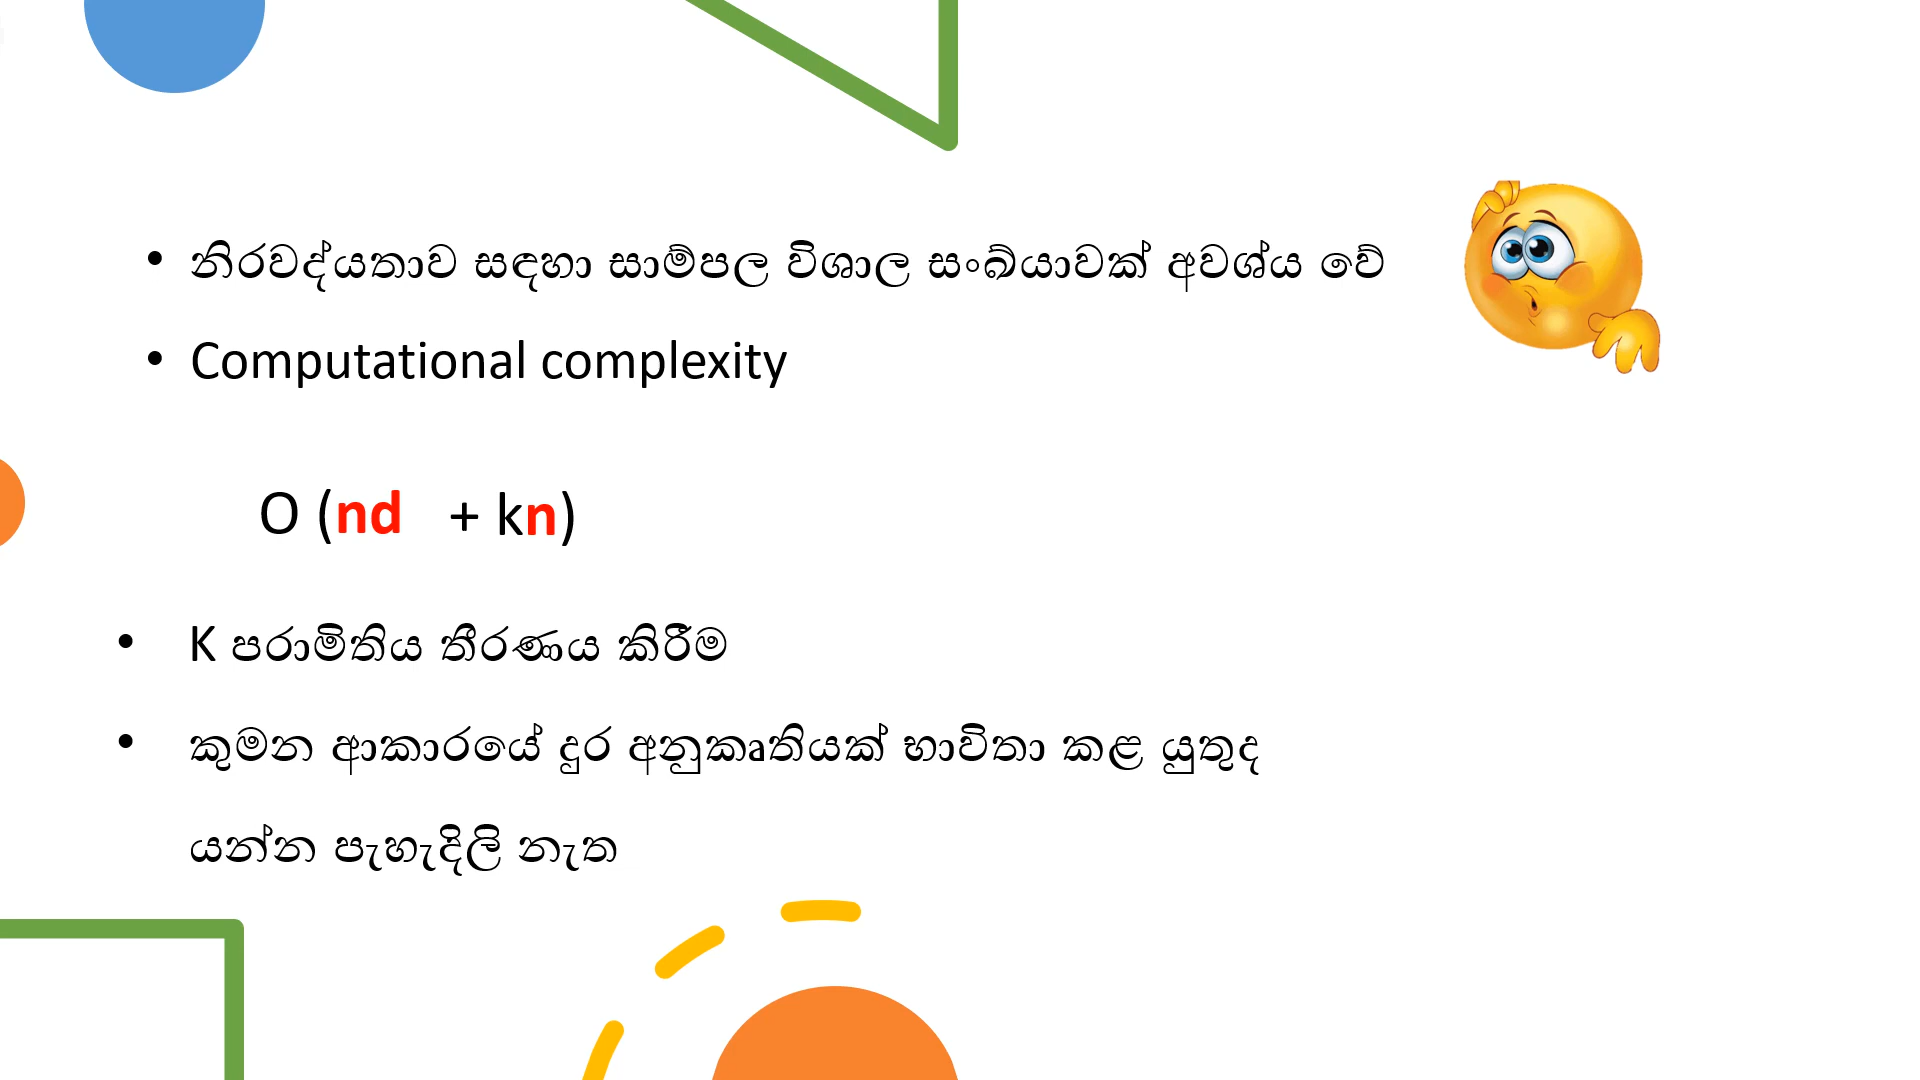 • නිරවද්‍යතාව සඳහා සාම්පල විශාල සංඛ්යාවක් අවශ්ය වේ
• Computational complexity
O (nd + kn)
• K පරාමිතිය තීරණය කිරීම
• කුමන ආකාරයේ දුර අනුකෘතියක් භාවිතා කළ යුතුද
යන්න පැහැදිලි නැත